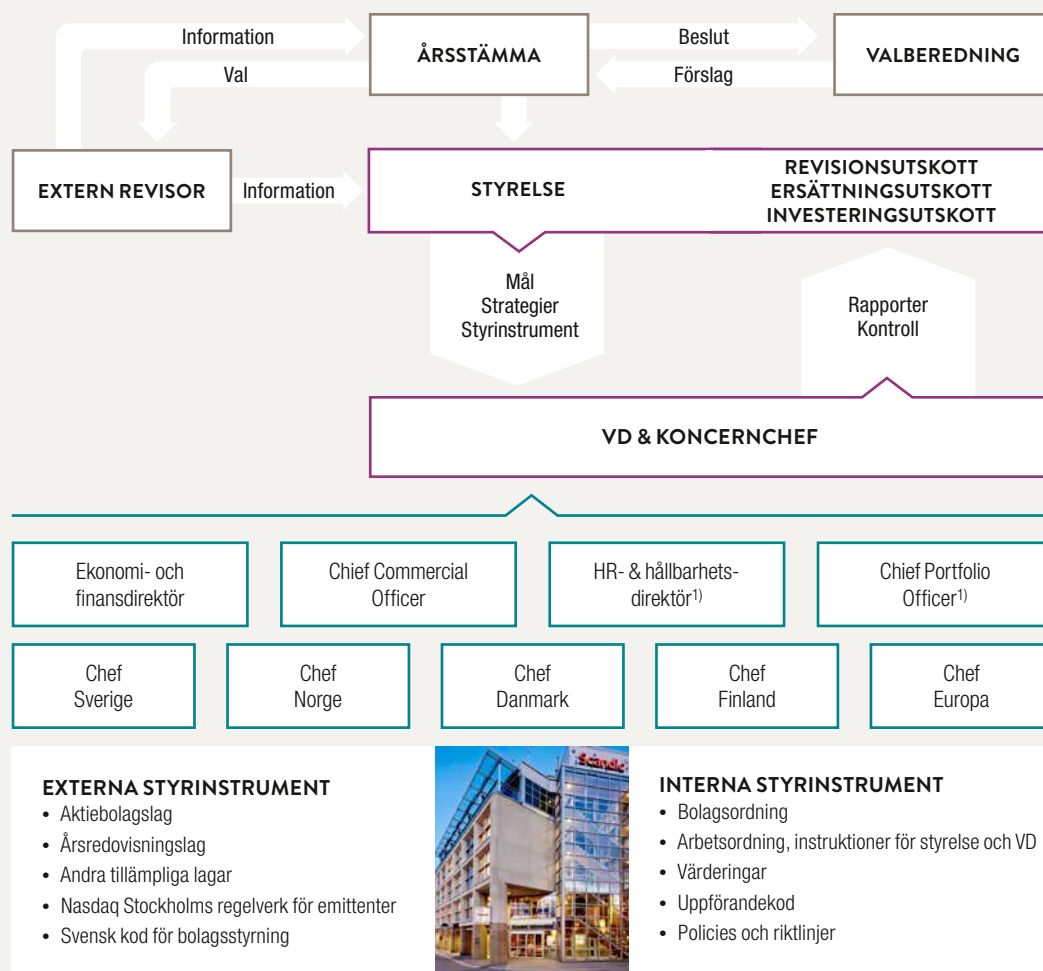 Information
ÅRSSTÄMMA
Beslut
VALBEREDNING
Val
Förslag
EXTERN REVISOR
Information
STYRELSE
REVISIONSUTSKOTT
ERSÄTTNINGSUTSKOTT
INVESTERINGSUTSKOTT
Mål
Strategier
Styrinstrument
Rapporter
Kontroll
VD & KONCERNCHEF
Ekonomi- och
finansdirektör
Chief Commercial
Officer
HR- & hållbarhets-
direktör1)
Chief Portfolio
Officer1)
Chef
Sverige
Chef
Norge
Chef
Danmark
Chef
Finland
Chef
Europa
EXTERNA STYRINSTRUMENT
• Aktiebolagslag
• Årsredovisningslag
• Andra tillämpliga lagar
• Nasdaq Stockholms regelverk för emittenter
• Svensk kod för bolagsstyrning
Scandic
INTERNA STYRINSTRUMENT
• Bolagsordning
• Arbetsordning, instruktioner för styrelse och VD
• Värderingar
• Uppförandekod
• Policies och riktlinjer